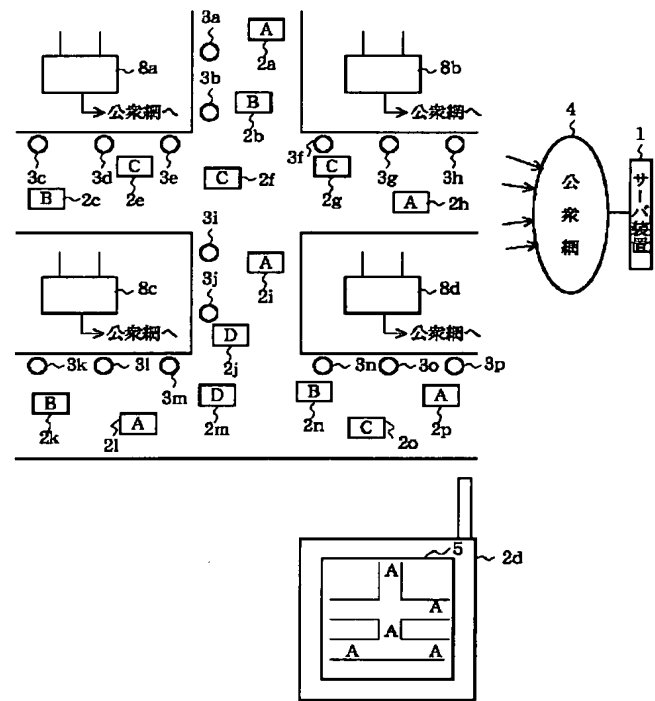 3a
A
2a
8a
3b
8b
B
2b
公衆網へ
公衆網へ
3c
3d
3e
C
2e
B
2c
C
2f
3f
C
2g
3g
3h
A
2h
4
公衆網
1
サーバ装置
3i
A
2i
8c
3j
8d
D
2j
公衆網へ
公衆網へ
3k
3l
3m
3n
3o
3p
B
2k
A
2l
D
2m
B
2n
C
2o
A
2p
5
2d
A
A
A
A
A